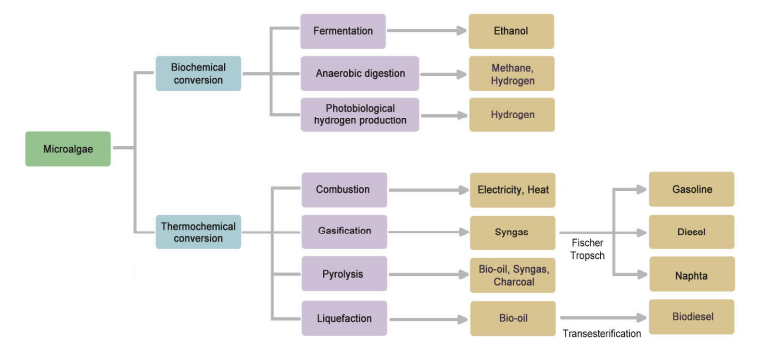 Fermentation
Ethanol
Biochemical
conversion
Anaerobic digestion
Methane,
Hydrogen
Photobiological
hydrogen production
Hydrogen
Microalgae
Combustion
Electricity, Heat
Gasoline
Thermochemical
conversion
Gasification
Syngas
Fischer
Tropsch
Diesel
Pyrolysis
Bio-oil, Syngas,
Charcoal
Naphta
Liquefaction
Bio-oil
Transesterification
Biodiesel